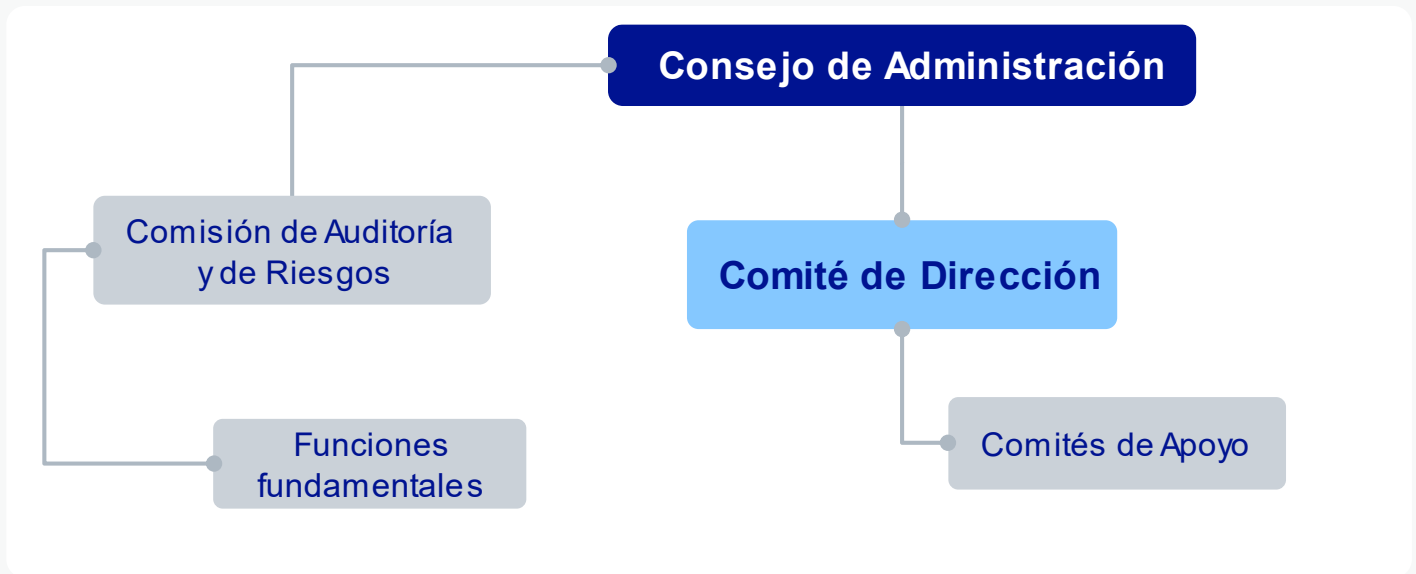 Consejo de Administración
Comisión de Auditoría
y de Riesgos
Comité de Dirección
Funciones
fundamentales
Comités de Apoyo